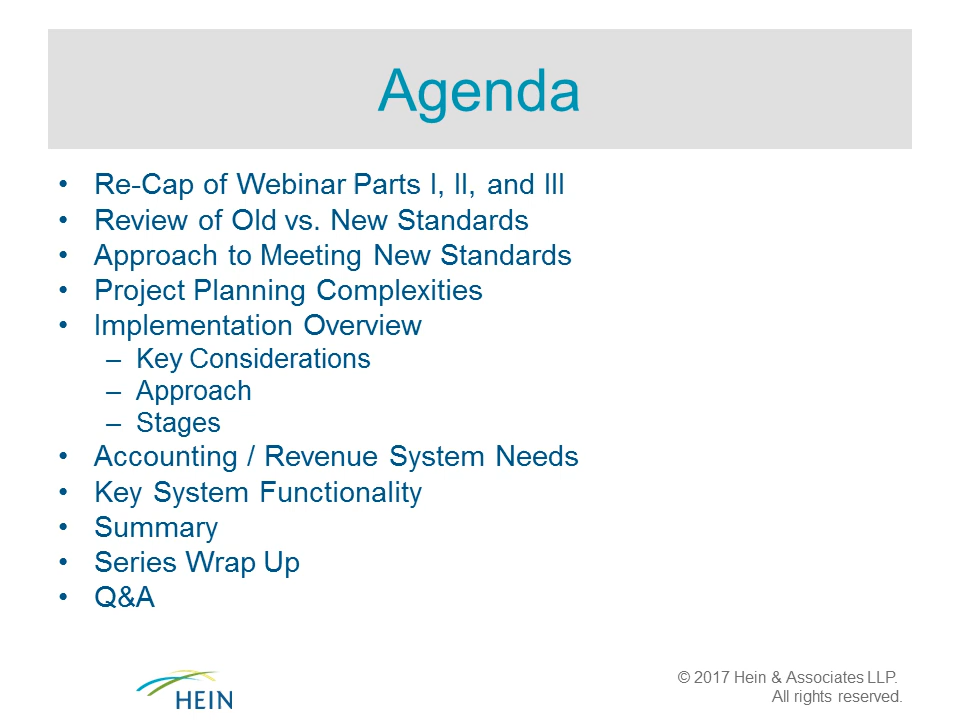 Agenda
• Re-Cap of Webinar Parts I, II, and III
• Review of Old vs. New Standards
• Approach to Meeting New Standards
• Project Planning Complexities
• Implementation Overview
– Key Considerations
– Approach
– Stages
• Accounting / Revenue System Needs
• Key System Functionality
• Summary
• Series Wrap Up
• Q&A
HEIN
© 2017 Hein & Associates LLP.
All rights reserved.